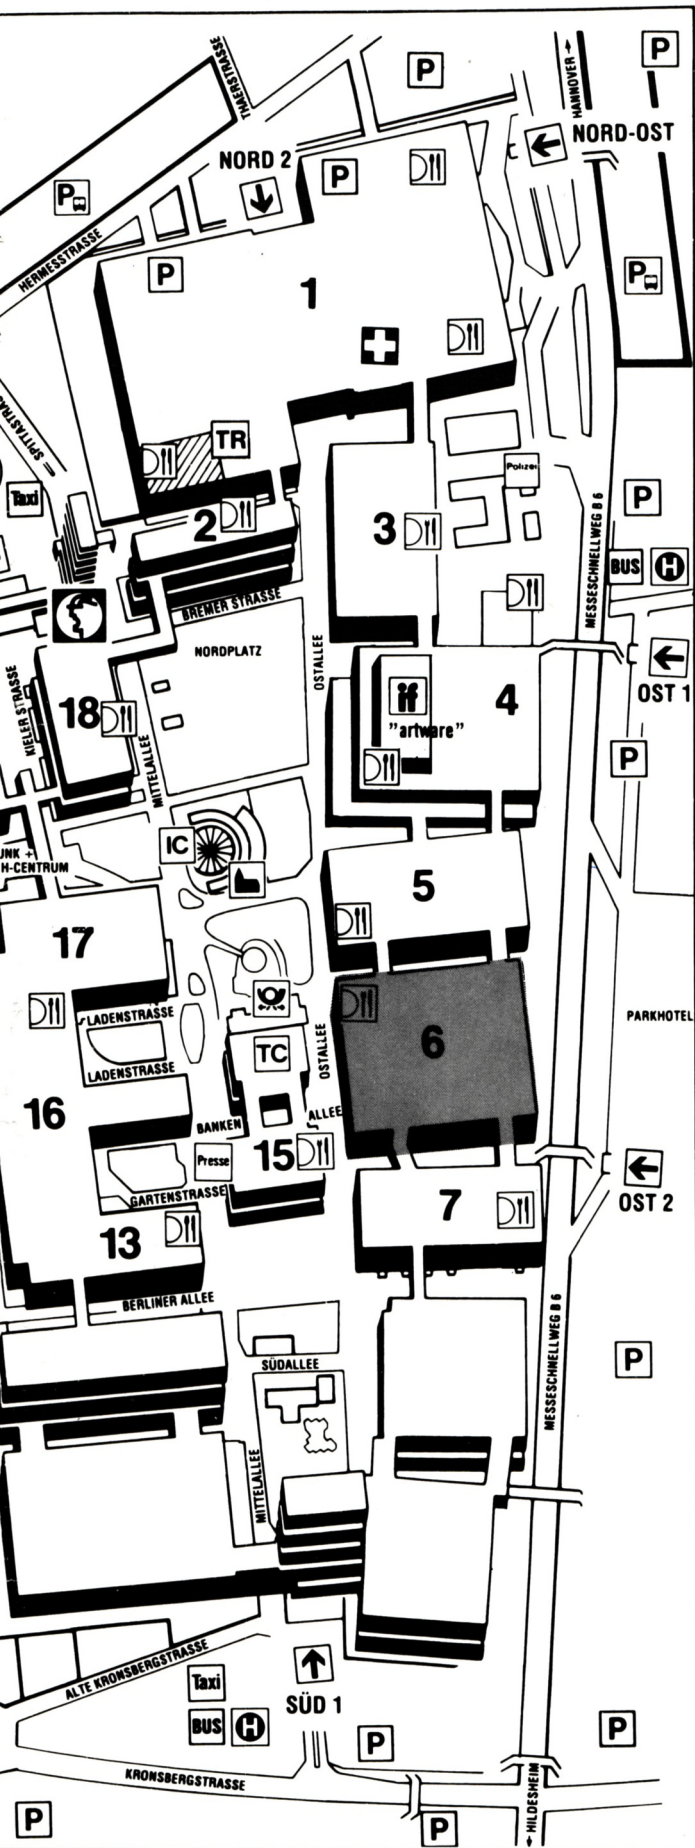 THAERSTRASSE
P
HANNOVER →
P
NORD-OST
NORD 2
P
P
HERMESSTRASSE
P
P
1
SPITTASTRAS
TR
Taxi
Polizei
P
2
3
MESSESCHNELLWEG B 6
BUS H
BREMER STRASSE
NORDPLATZ
OSTALLEE
KIELER STRASSE
18
MITTELALLEE
if
"artware"
4
OST 1
P
IC
UNK +
H-CENTRUM
5
17
LADENSTRASSE
PARKHOTEL
TC
OSTALLEE
6
LADENSTRASSE
16
BANKEN
ALLEE
Presse
15
OST 2
GARTENSTRASSE
7
13
BERLINER ALLEE
MESSESCHNELLWEG B 6
SÜDALLEE
P
MITTELALLEE
ALTE KRONSBERGSTRASSE
Taxi
SÜD 1
BUS H
P
P
KRONSBERGSTRASSE
← HILDESHEIM
P
P